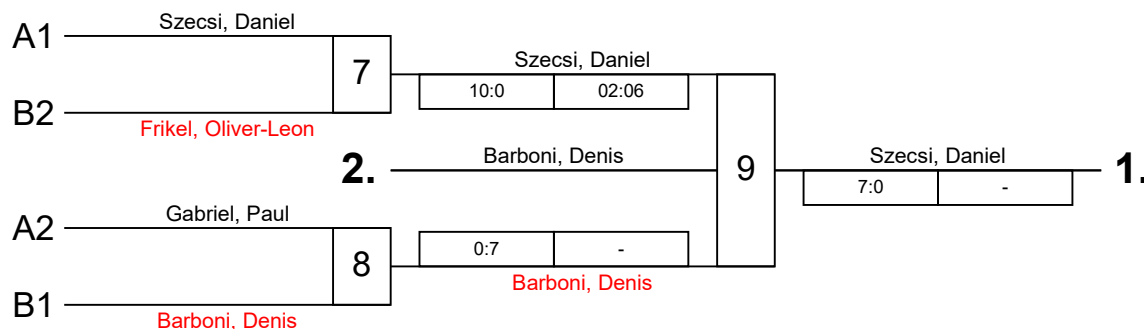 A1 Szecsi, Daniel
7
Szecsi, Daniel
10:0 02:06
B2 Frikel, Oliver-Leon
2. Barboni, Denis
9
Szecsi, Daniel
1.
7:0 -
A2 Gabriel, Paul
8
0:7 -
Barboni, Denis
B1 Barboni, Denis